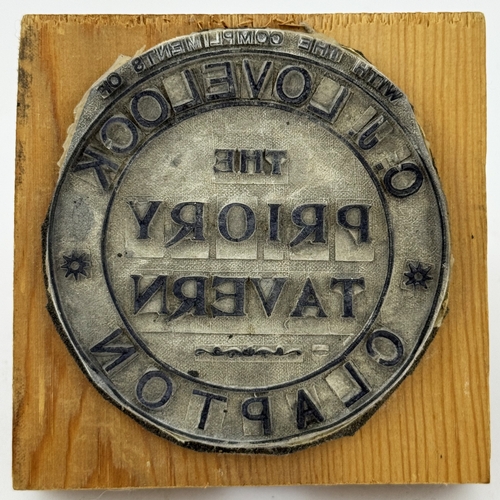 WITH THE COMPLIMENTS OF
C. J. LOVELOCK
THE
PRIORY
TAVERN
CLAPTON